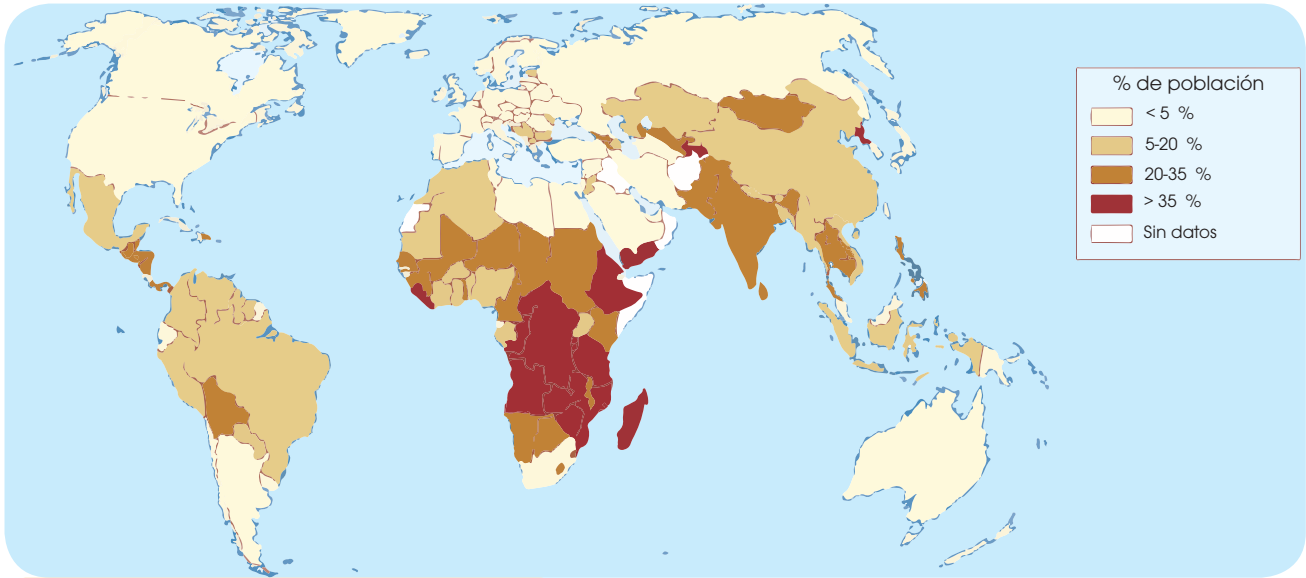 % de población
< 5 %
5-20 %
20-35 %
> 35 %
Sin datos